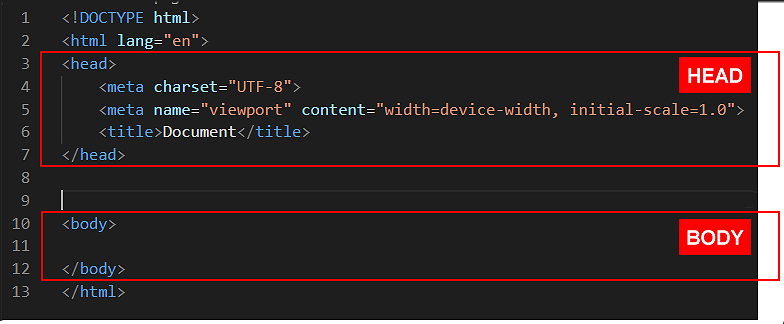 1 <!DOCTYPE html>
2 <html lang="en">
3 <head>
HEAD
4 <meta charset="UTF-8">
5 <meta name="viewport" content="width=device-width, initial-scale=1.0">
6 <title>Document</title>
7 </head>
8
9
10 <body>
BODY
11
12 </body>
13 </html>